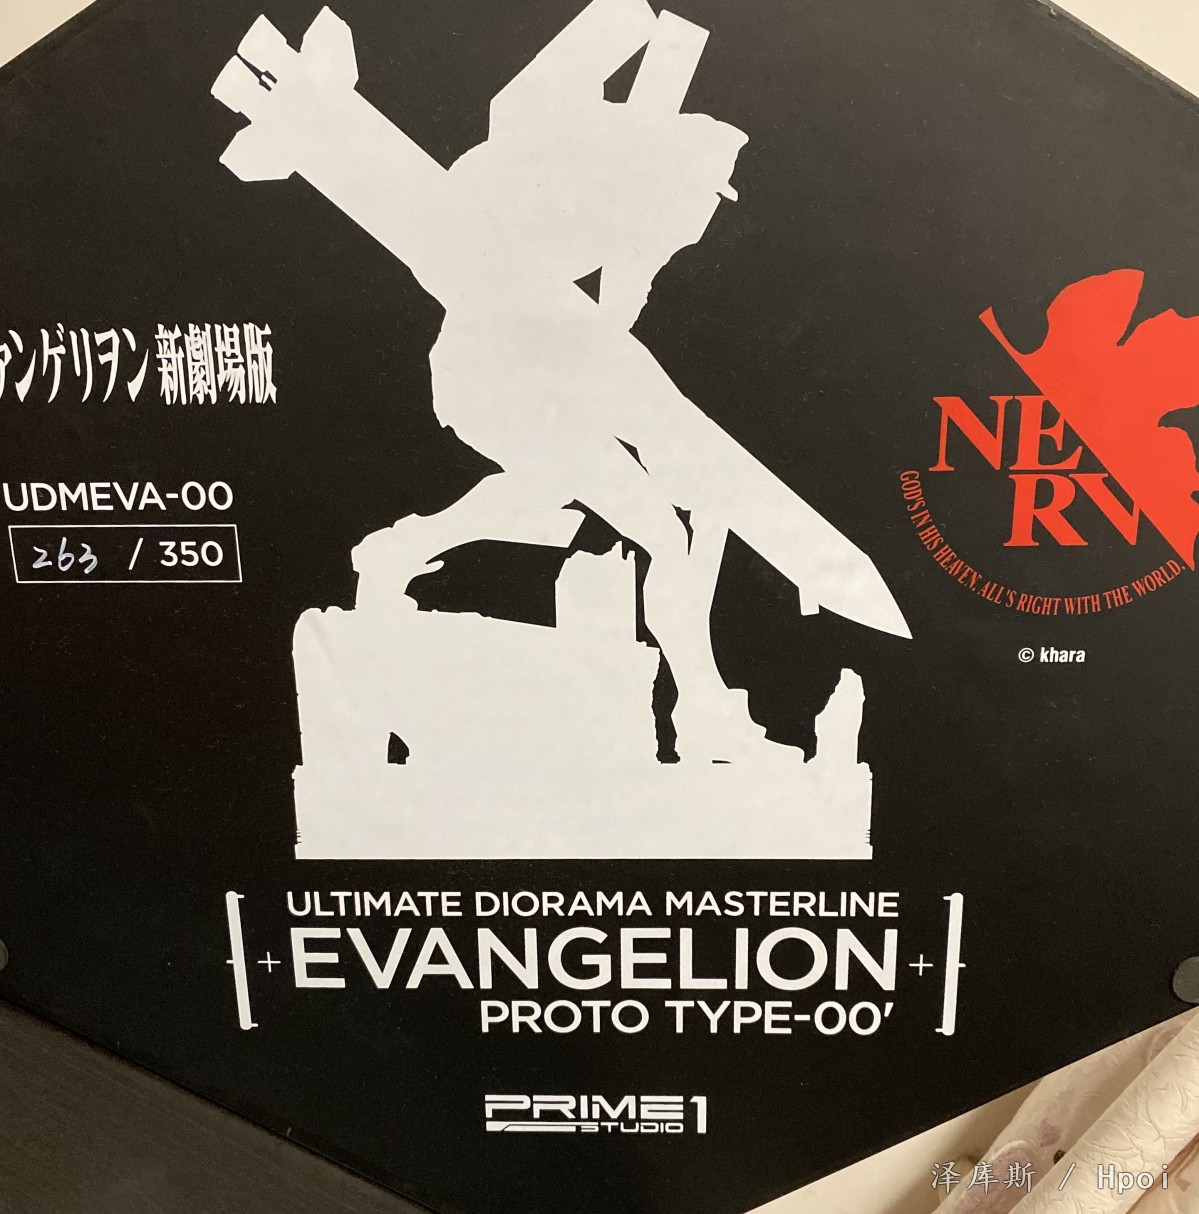 ァンゲリヲン新劇場版
UDMEVA-00
263 / 350
NERV
GOD'S IN HIS HEAVEN. ALL'S RIGHT WITH THE WORLD.
© khara
ULTIMATE DIORAMA MASTERLINE
EVANGELION
PROTO TYPE-00'
PRIME 1
STUDIO
泽库斯 / Hpoi